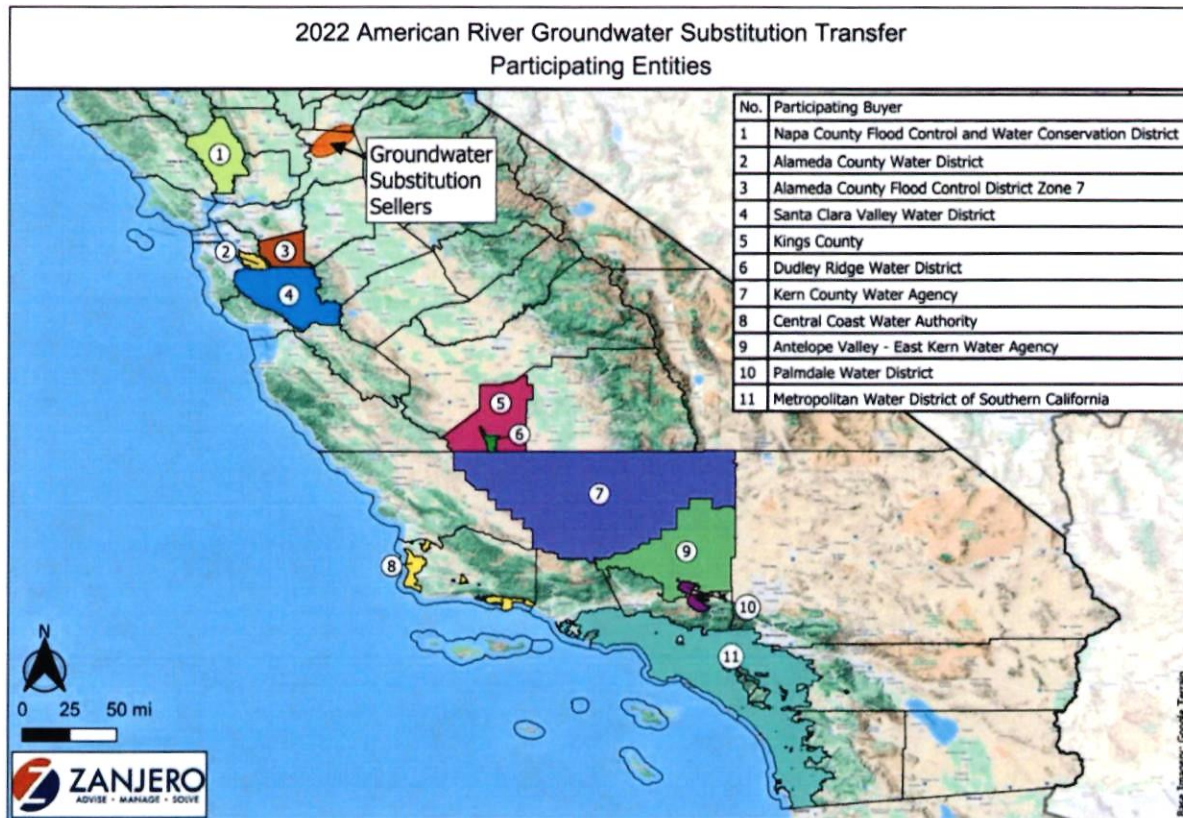 2022 American River Groundwater Substitution Transfer
Participating Entities
No. Participating Buyer
1 Napa County Flood Control and Water Conservation District
2 Alameda County Water District
3 Alameda County Flood Control District Zone 7
4 Santa Clara Valley Water District
5 Kings County
6 Dudley Ridge Water District
7 Kern County Water Agency
8 Central Coast Water Authority
9 Antelope Valley - East Kern Water Agency
10 Palmdale Water District
11 Metropolitan Water District of Southern California
Groundwater
Substitution
Sellers
1
2
3
4
5
6
7
8
9
10
11
N
0 25 50 mi
ZANJERO
ADVISE • MANAGE • SOLVE